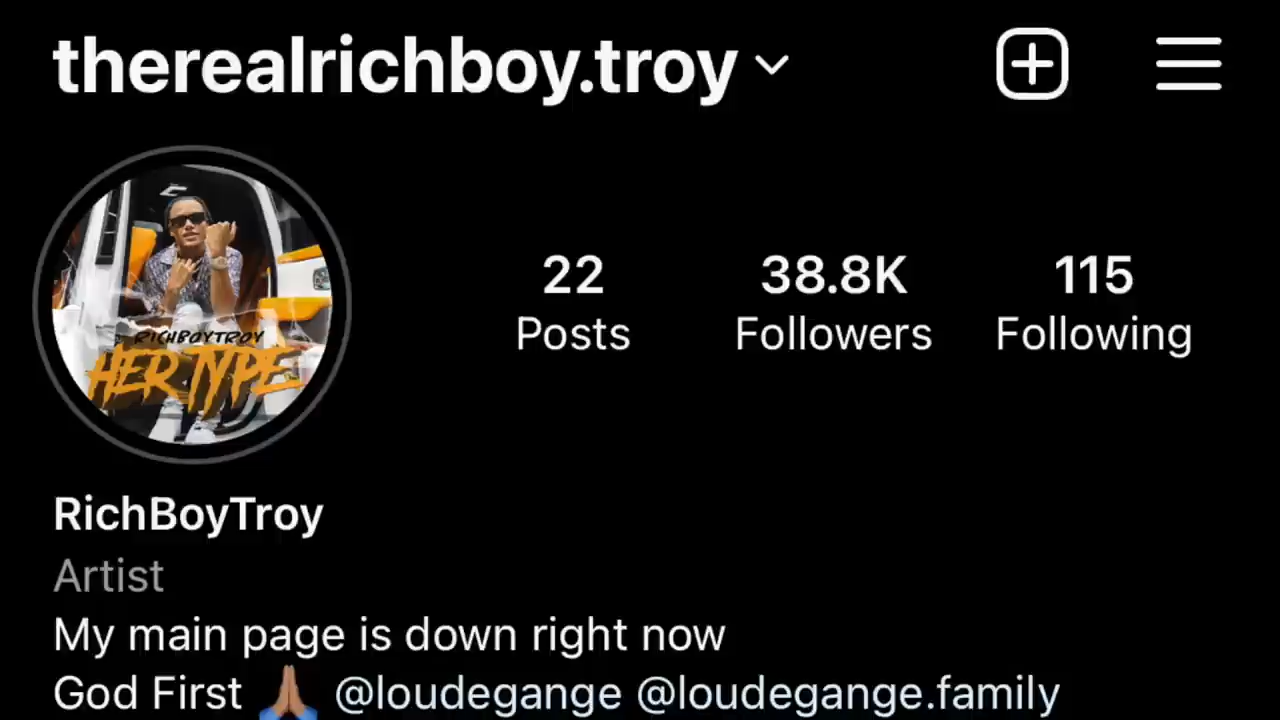 therealrichboy.troy
22
Posts
38.8K
Followers
115
Following
RICHBOYTROY
HER TYPE
RichBoyTroy
Artist
My main page is down right now
God First 🙏🏽 @loudegange @loudegange.family